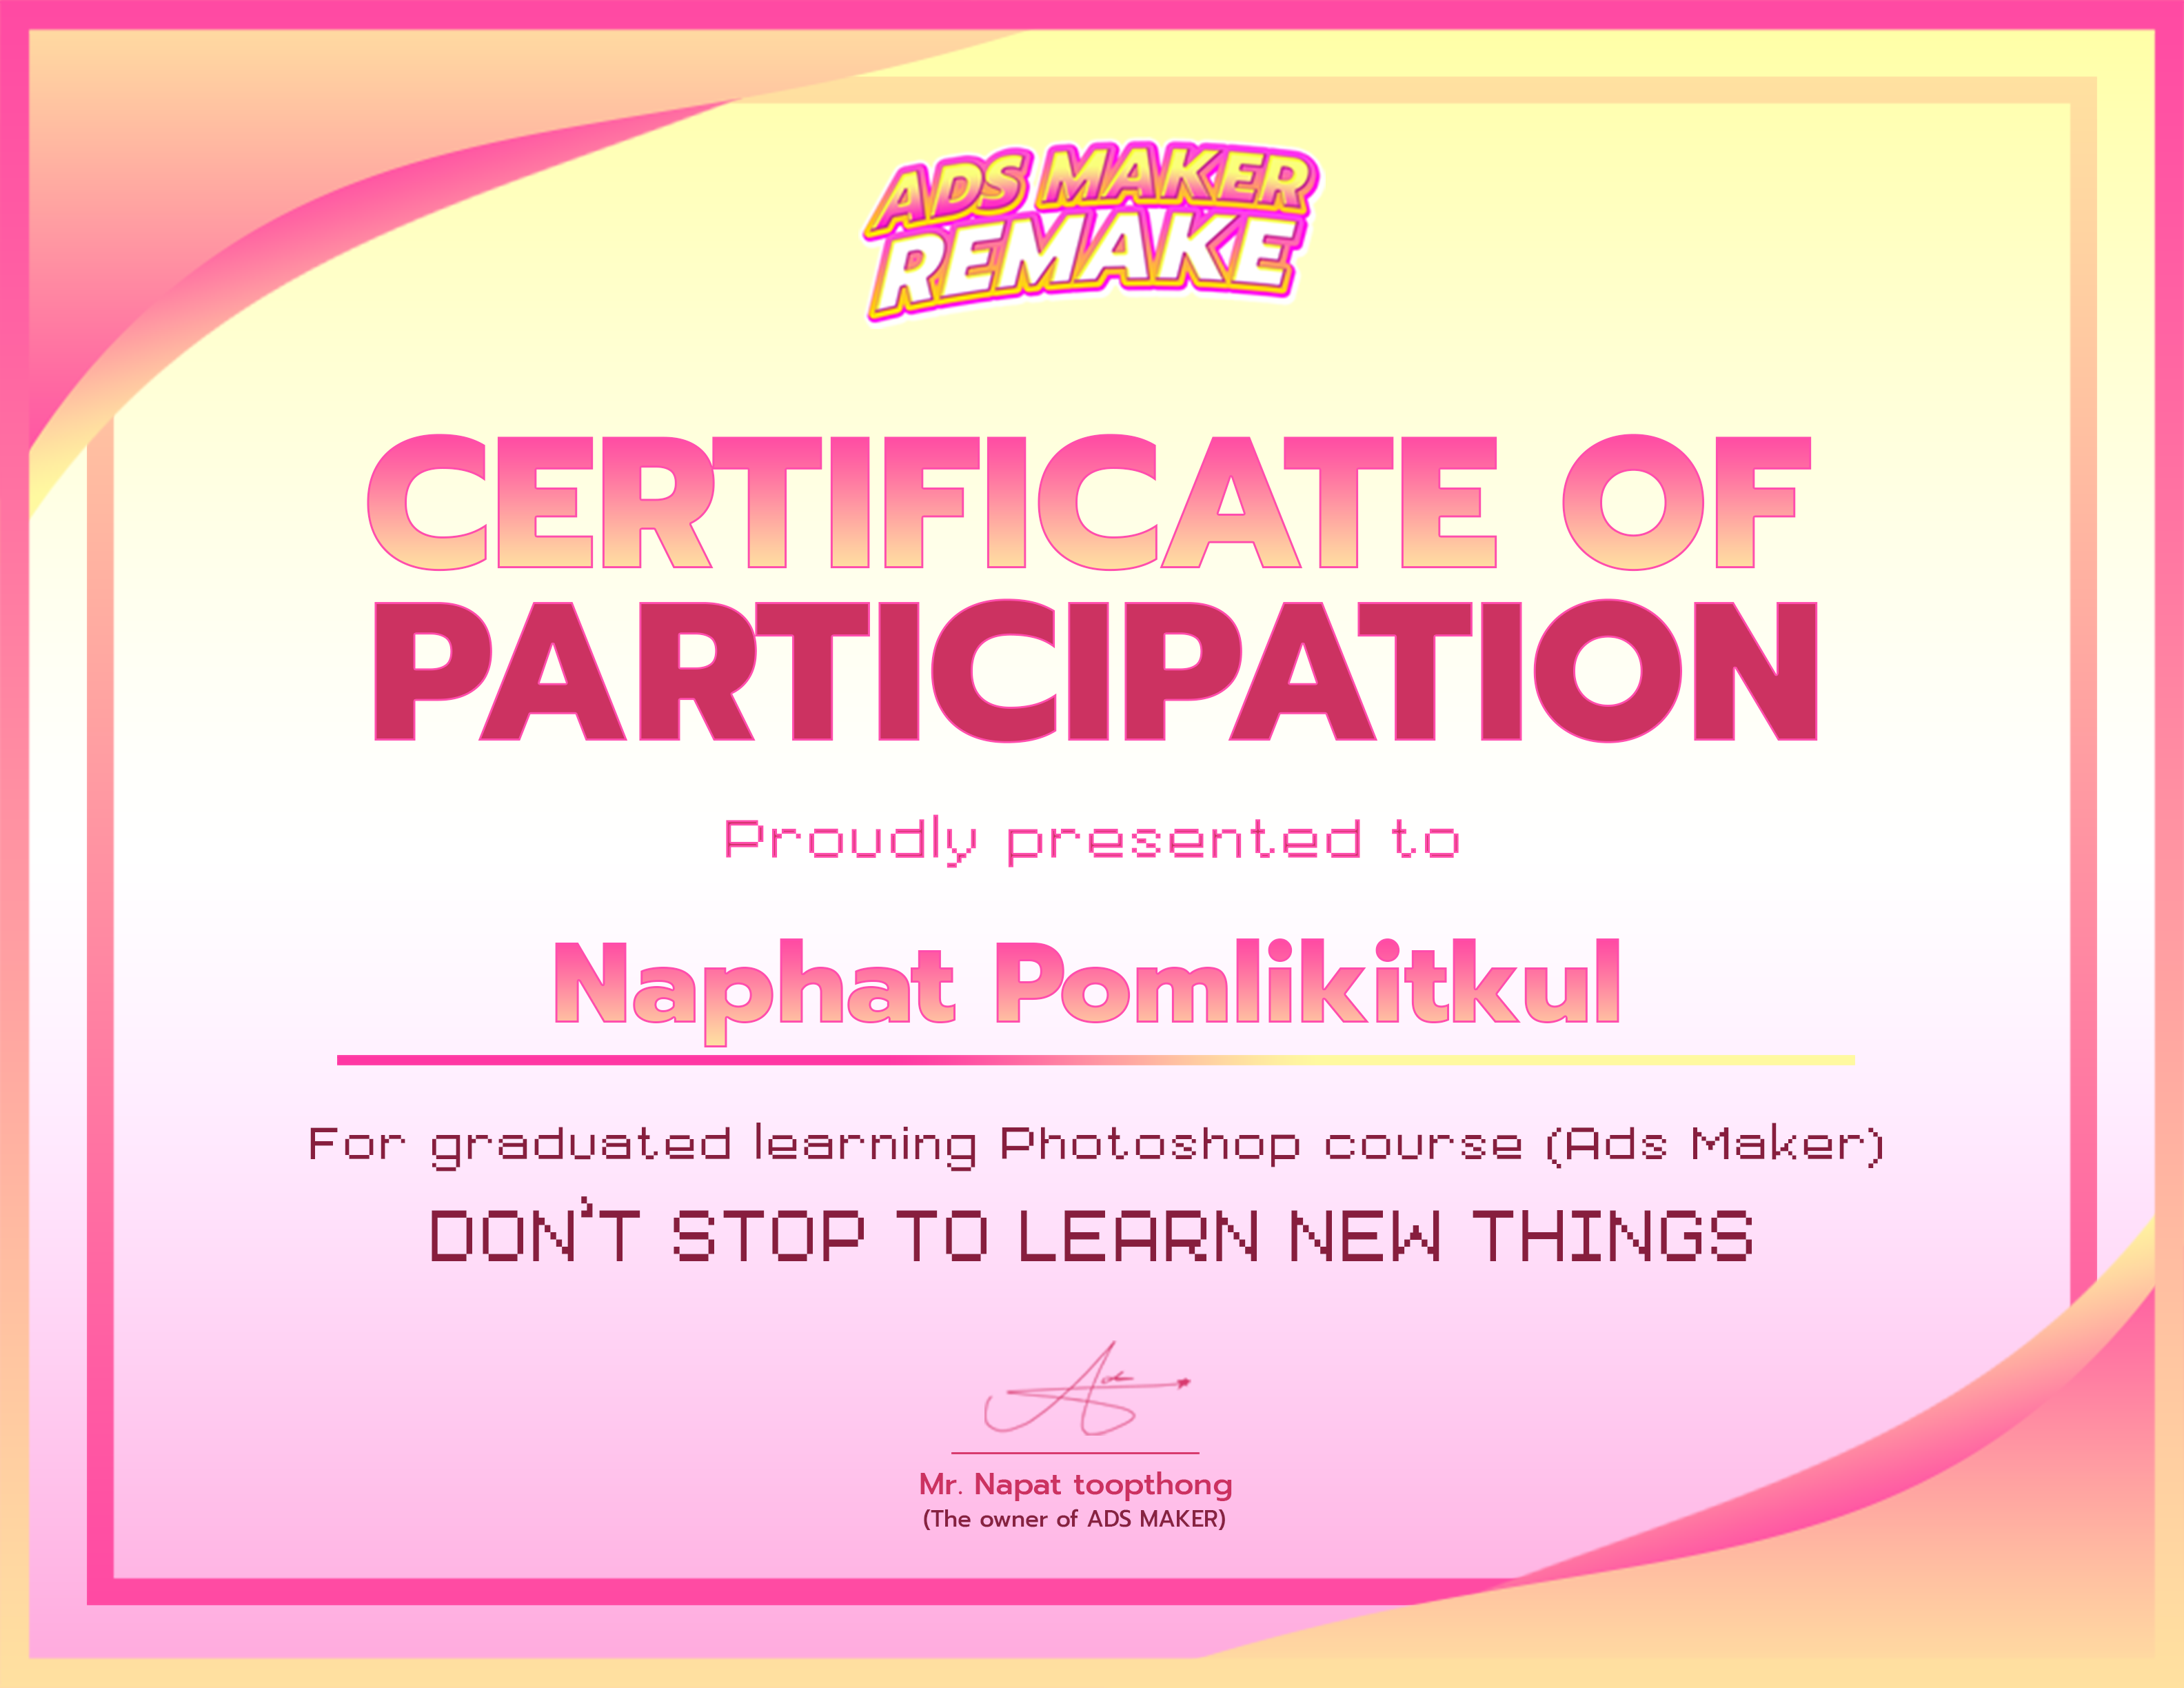 ADS MAKER
REMAKE
CERTIFICATE OF
PARTICIPATION
Proudly presented to
Naphat Pomlikitkul
For graduated learning Photoshop course (Ads Maker)
DON'T STOP TO LEARN NEW THINGS
Mr. Napat toopthong
(The owner of ADS MAKER)